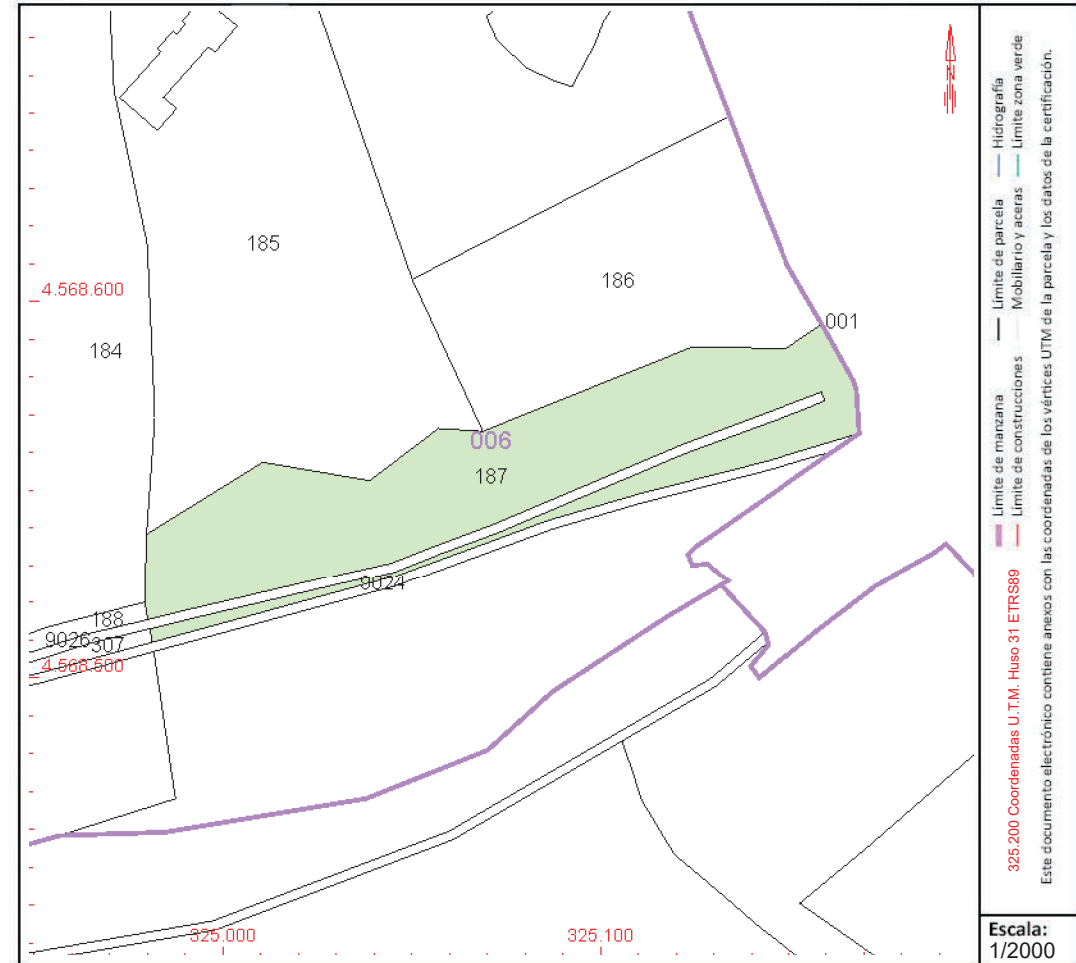 185
186
4.568.600
001
184
006
187
9024
188
9026
307
4.568.500
325.000
325.100
N
Límite de manzana
Límite de parcela
Hidrografía
Límite de construcciones
Mobiliario y aceras
Límite zona verde
325.200 Coordenadas U.T.M. Huso 31 ETRS89
Este documento electrónico contiene anexos con las coordenadas de los vértices UTM de la parcela y los datos de la certificación.
Escala:
1/2000